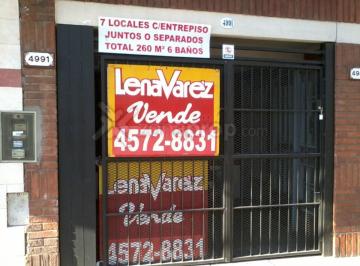 7 LOCALES C/ENTREPISO
JUNTOS O SEPARADOS
TOTAL 260 M² 6 BAÑOS
4991
LenaVarez
Vende
4572-8831
LenaVarez
Vende
4572-8831